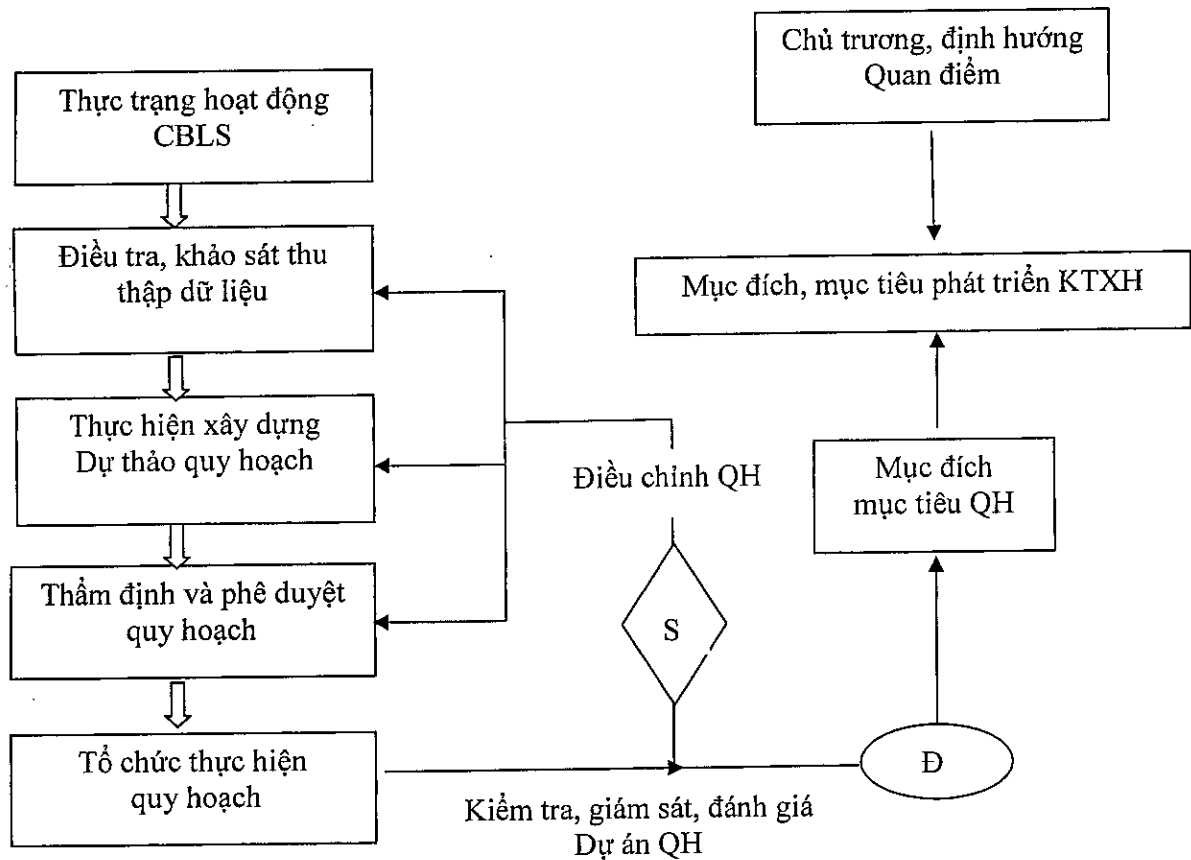 Chủ trương, định hướng
Quan điểm
Thực trạng hoạt động
CBLS
Điều tra, khảo sát thu
thập dữ liệu
Mục đích, mục tiêu phát triển KTXH
Thực hiện xây dựng
Dự thảo quy hoạch
Điều chỉnh QH
Mục đích
mục tiêu QH
Thẩm định và phê duyệt
quy hoạch
S
Tổ chức thực hiện
quy hoạch
Đ
Kiểm tra, giám sát, đánh giá
Dự án QH